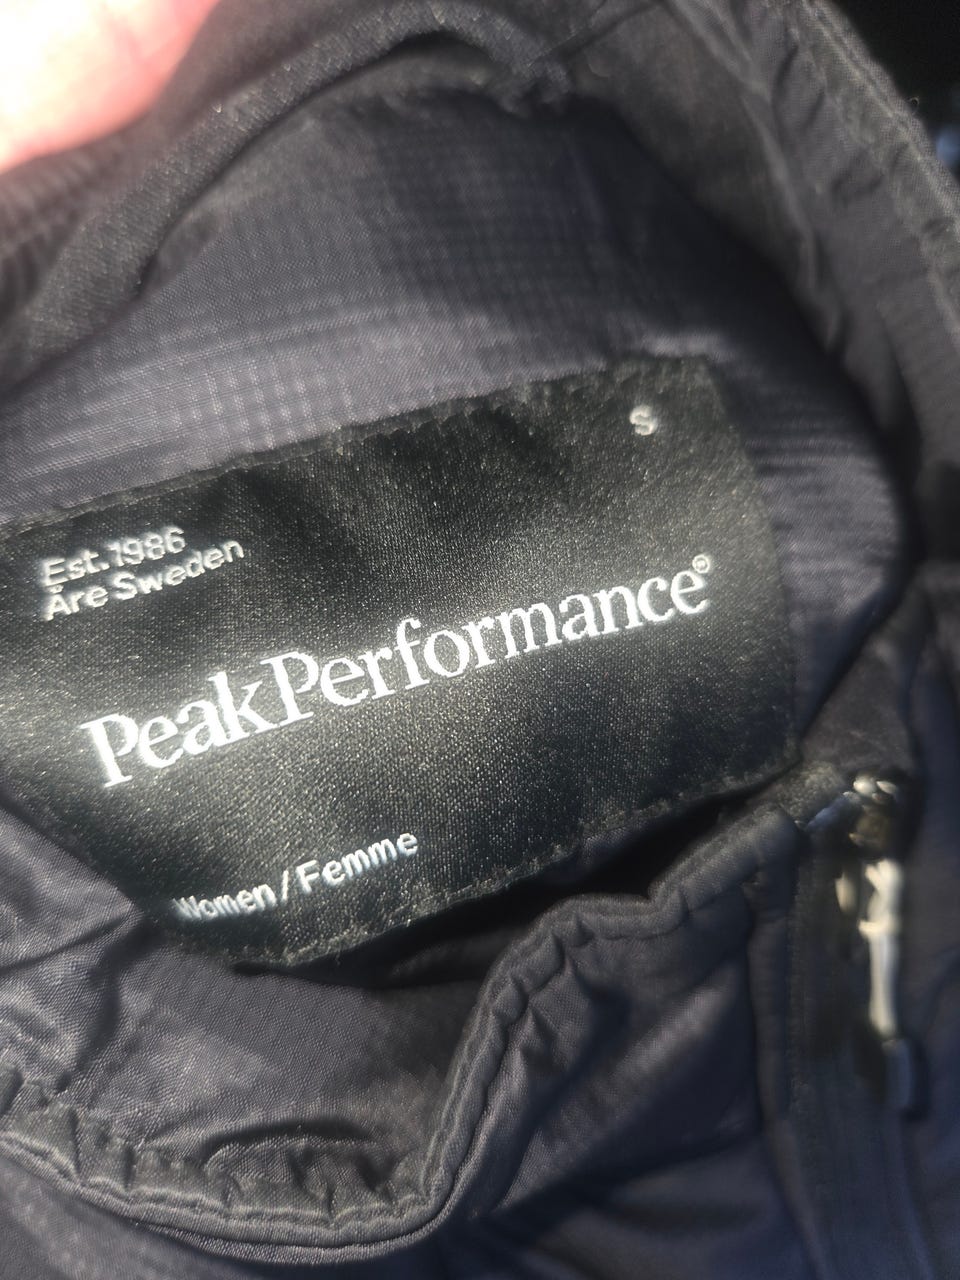 S
Est. 1986
Åre Sweden
PeakPerformance®
Women / Femme